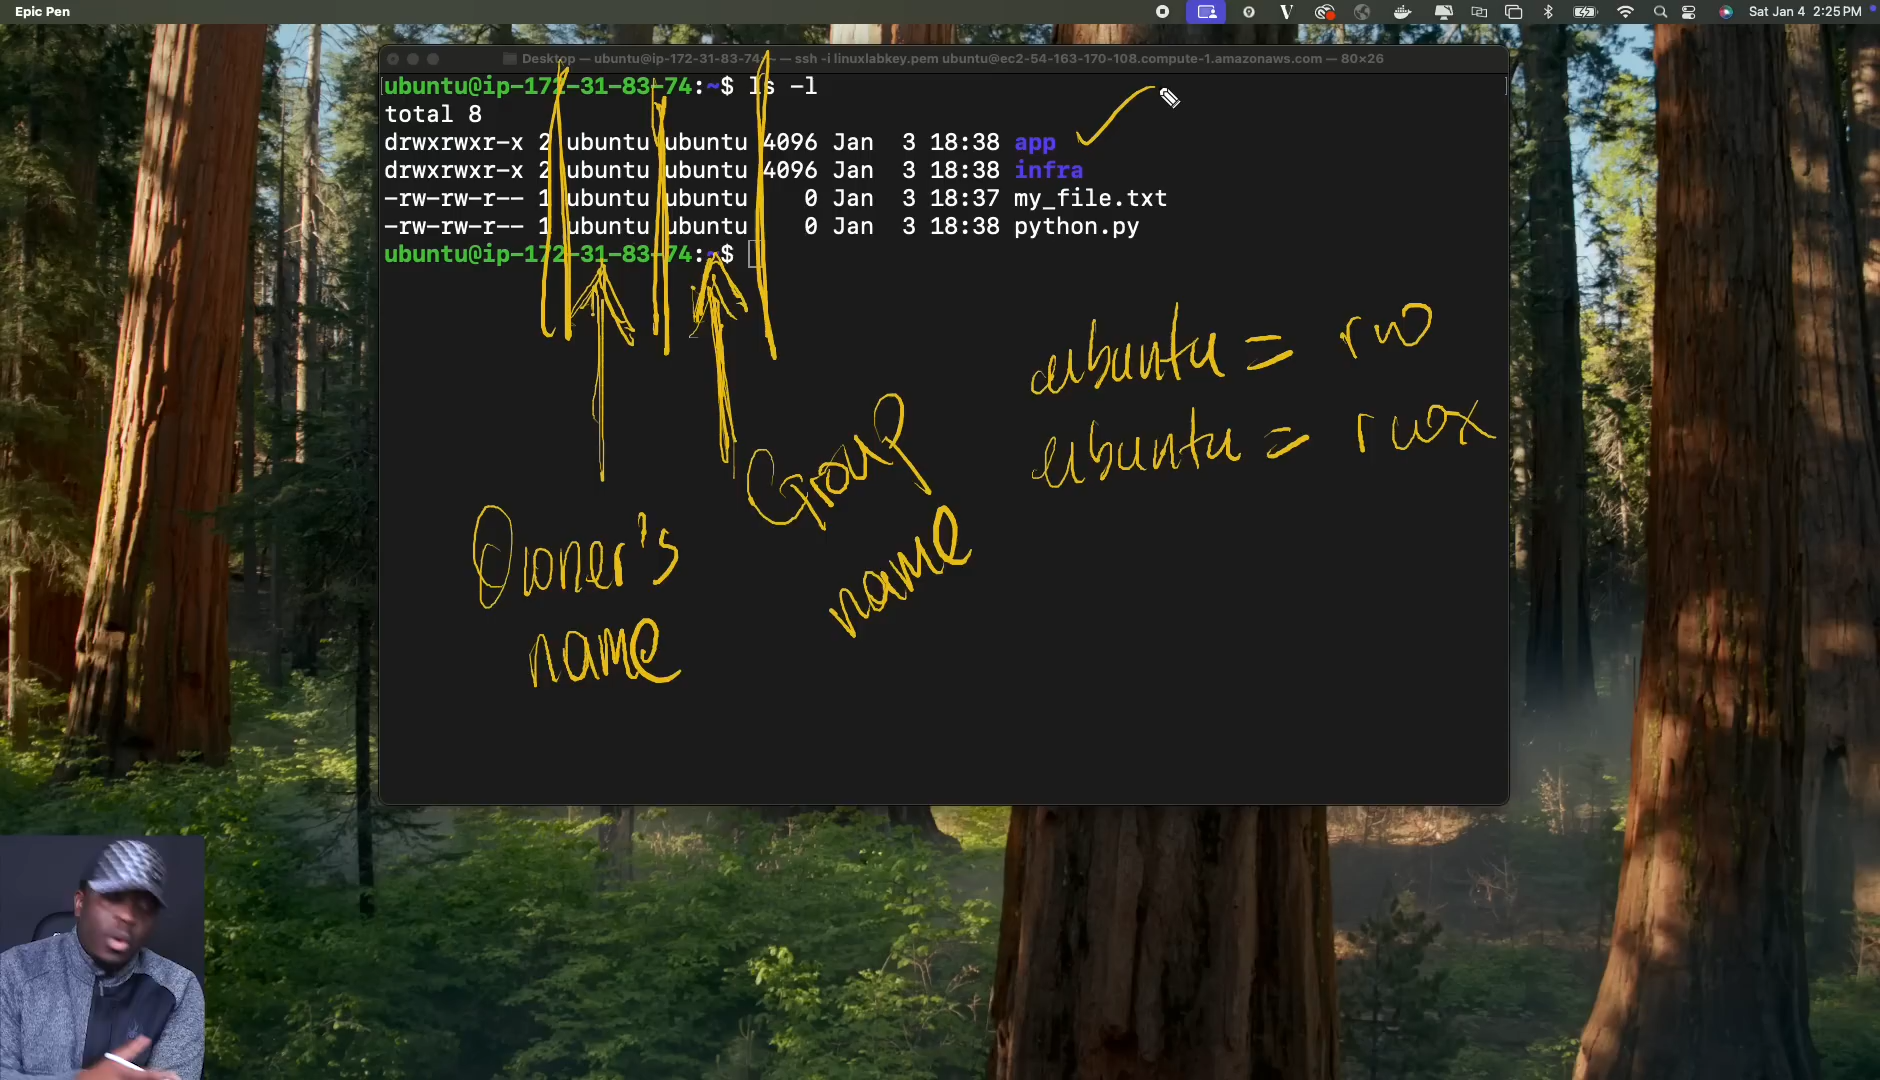 Epic Pen
Sat Jan 4 2:25 PM
Desktop — ubuntu@ip-172-31-83-74: ~ — ssh -i linuxlabkey.pem ubuntu@ec2-54-163-170-108.compute-1.amazonaws.com — 80×26
ubuntu@ip-172-31-83-74:~$ ls -l
total 8
drwxrwxr-x 2 ubuntu ubuntu 4096 Jan  3 18:38 app
drwxrwxr-x 2 ubuntu ubuntu 4096 Jan  3 18:38 infra
-rw-rw-r-- 1 ubuntu ubuntu    0 Jan  3 18:37 my_file.txt
-rw-rw-r-- 1 ubuntu ubuntu    0 Jan  3 18:38 python.py
ubuntu@ip-172-31-83-74:~$
ubuntu = rw
ubuntu = rwx
Group
name
Owner's
name